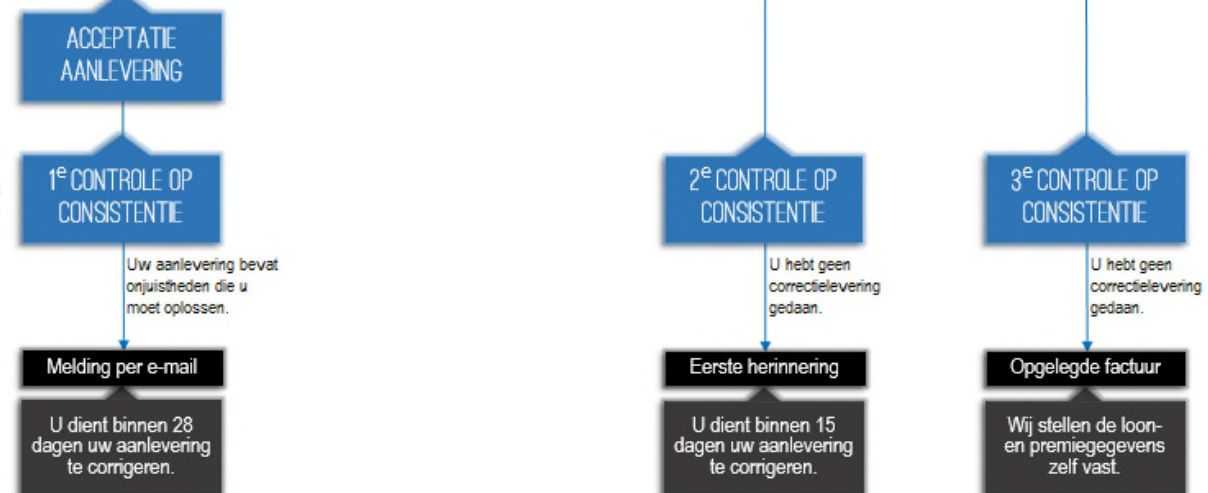 ACCEPTATIE
AANLEVERING
1e CONTROLE OP
CONSISTENTIE
Uw aanlevering bevat
onjuistheden die u
moet oplossen.
Melding per e-mail
U dient binnen 28
dagen uw aanlevering
te corrigeren.
2e CONTROLE OP
CONSISTENTIE
U hebt geen
correctielevering
gedaan.
Eerste herinnering
U dient binnen 15
dagen uw aanlevering
te corrigeren.
3e CONTROLE OP
CONSISTENTIE
U hebt geen
correctielevering
gedaan.
Opgelegde factuur
Wij stellen de loon-
en premiegegevens
zelf vast.